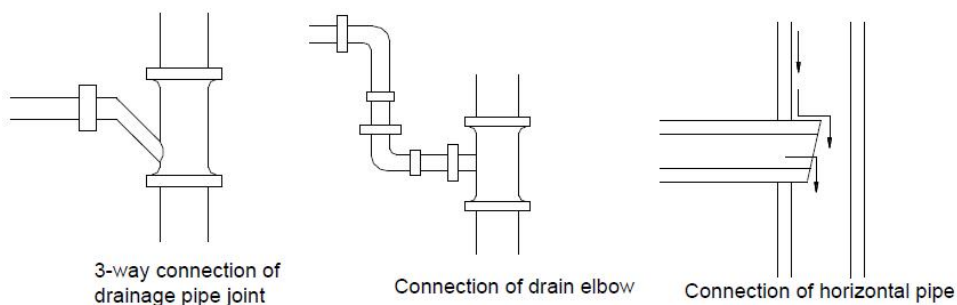 3-way connection of
drainage pipe joint
Connection of drain elbow
Connection of horizontal pipe